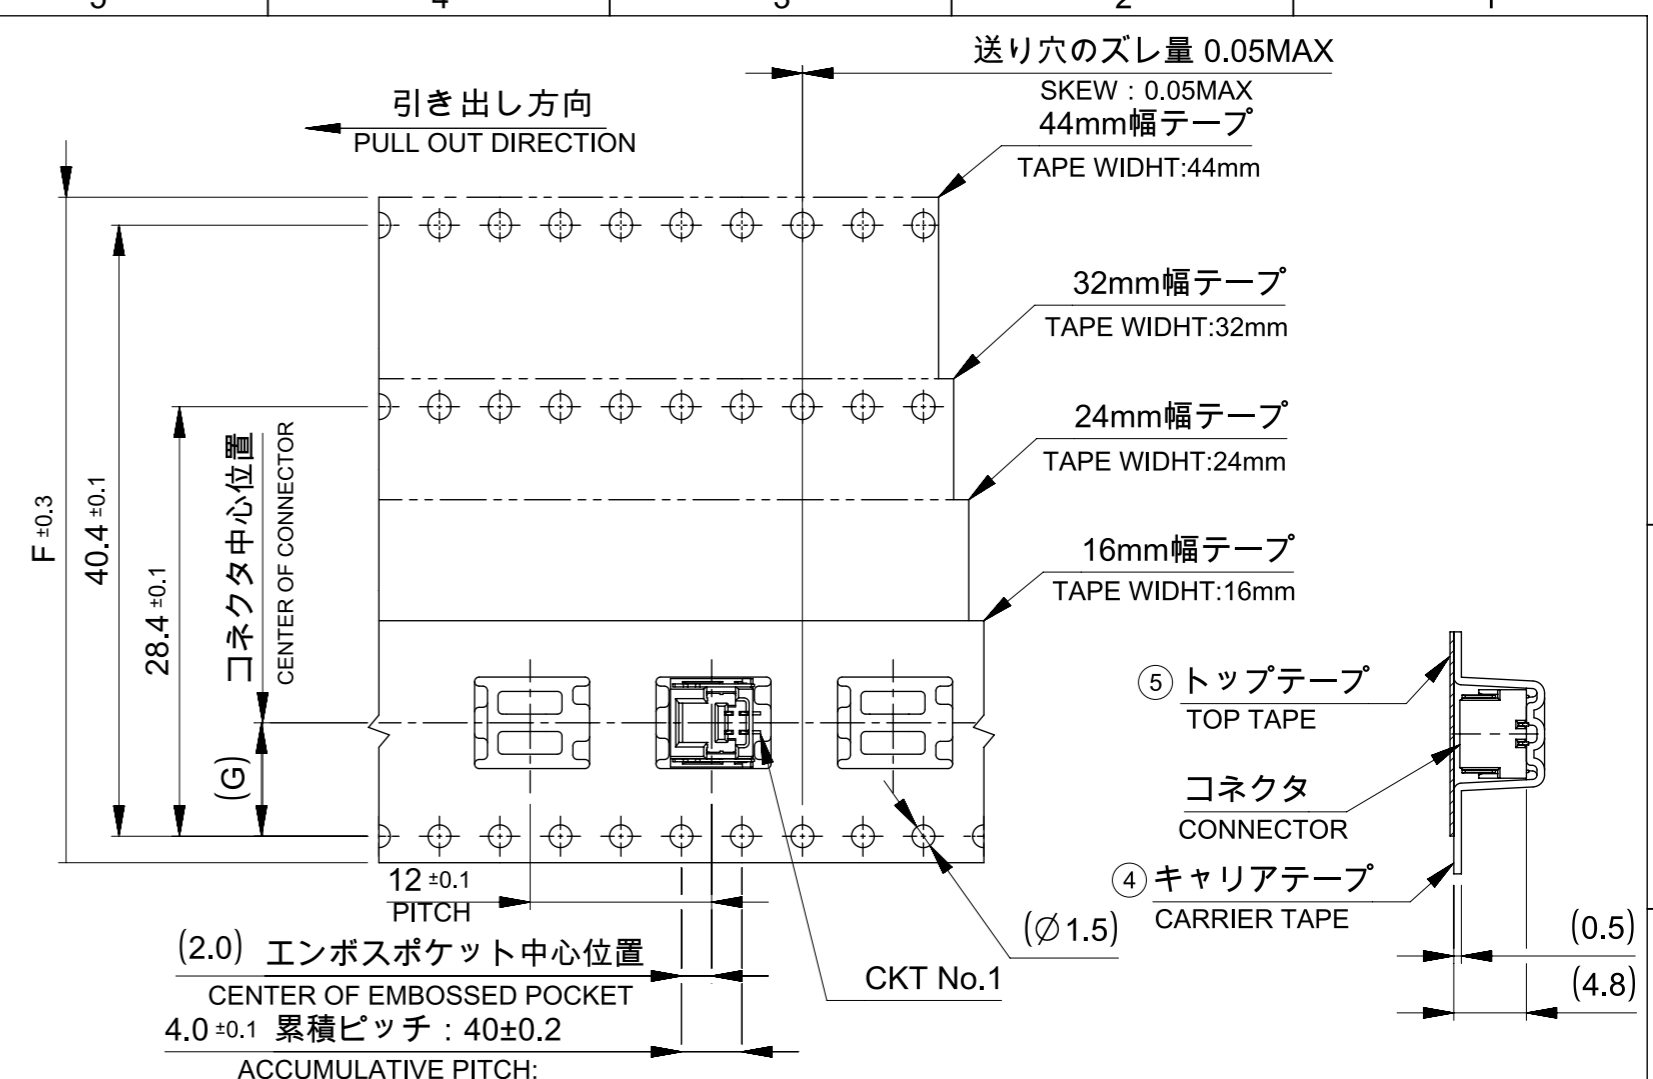 4
3
2
1
送り穴のズレ量 0.05MAX
SKEW : 0.05MAX
引き出し方向
PULL OUT DIRECTION
44mm幅テープ
TAPE WIDHT:44mm
32mm幅テープ
TAPE WIDHT:32mm
24mm幅テープ
TAPE WIDHT:24mm
16mm幅テープ
TAPE WIDHT:16mm
F ±0.3
40.4 ±0.1
28.4 ±0.1
コネクタ中心位置
CENTER OF CONNECTOR
(G)
⑤ トップテープ
TOP TAPE
コネクタ
CONNECTOR
④ キャリアテープ
CARRIER TAPE
(0.5)
(4.8)
12 ±0.1
PITCH
(2.0) エンボスポケット中心位置
CENTER OF EMBOSSED POCKET
4.0 ±0.1 累積ピッチ : 40±0.2
ACCUMULATIVE PITCH:
(∅1.5)
CKT No.1